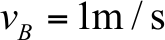 v_B = 1m / s